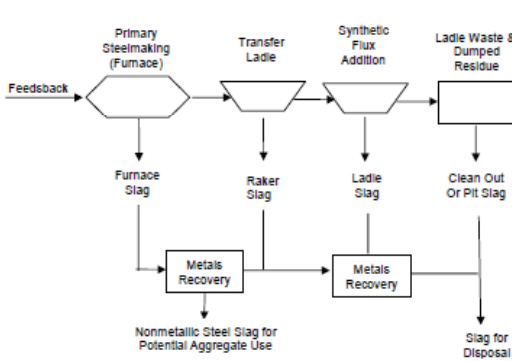 Primary
Steelmaking
(Furnace)
Transfer
Ladle
Synthetic
Flux
Addition
Ladle Waste &
Dumped
Residue
Feedsback
Furnace
Slag
Raker
Slag
Ladle
Slag
Clean Out
Or Pit Slag
Metals
Recovery
Metals
Recovery
Nonmetallic Steel Slag for
Potential Aggregate Use
Slag for
Disposal